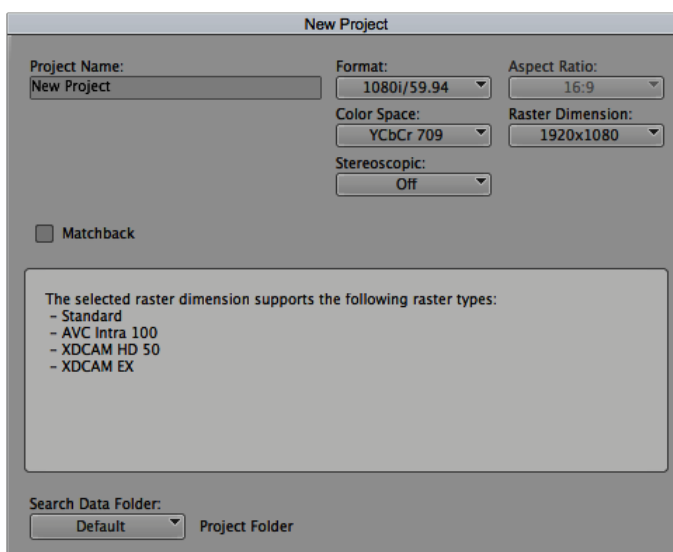 New Project
Project Name:
New Project
Format:
1080i/59.94
Aspect Ratio:
16:9
Color Space:
YCbCr 709
Raster Dimension:
1920x1080
Stereoscopic:
Off
Matchback
The selected raster dimension supports the following raster types:
– Standard
– AVC Intra 100
– XDCAM HD 50
– XDCAM EX
Search Data Folder:
Default
Project Folder